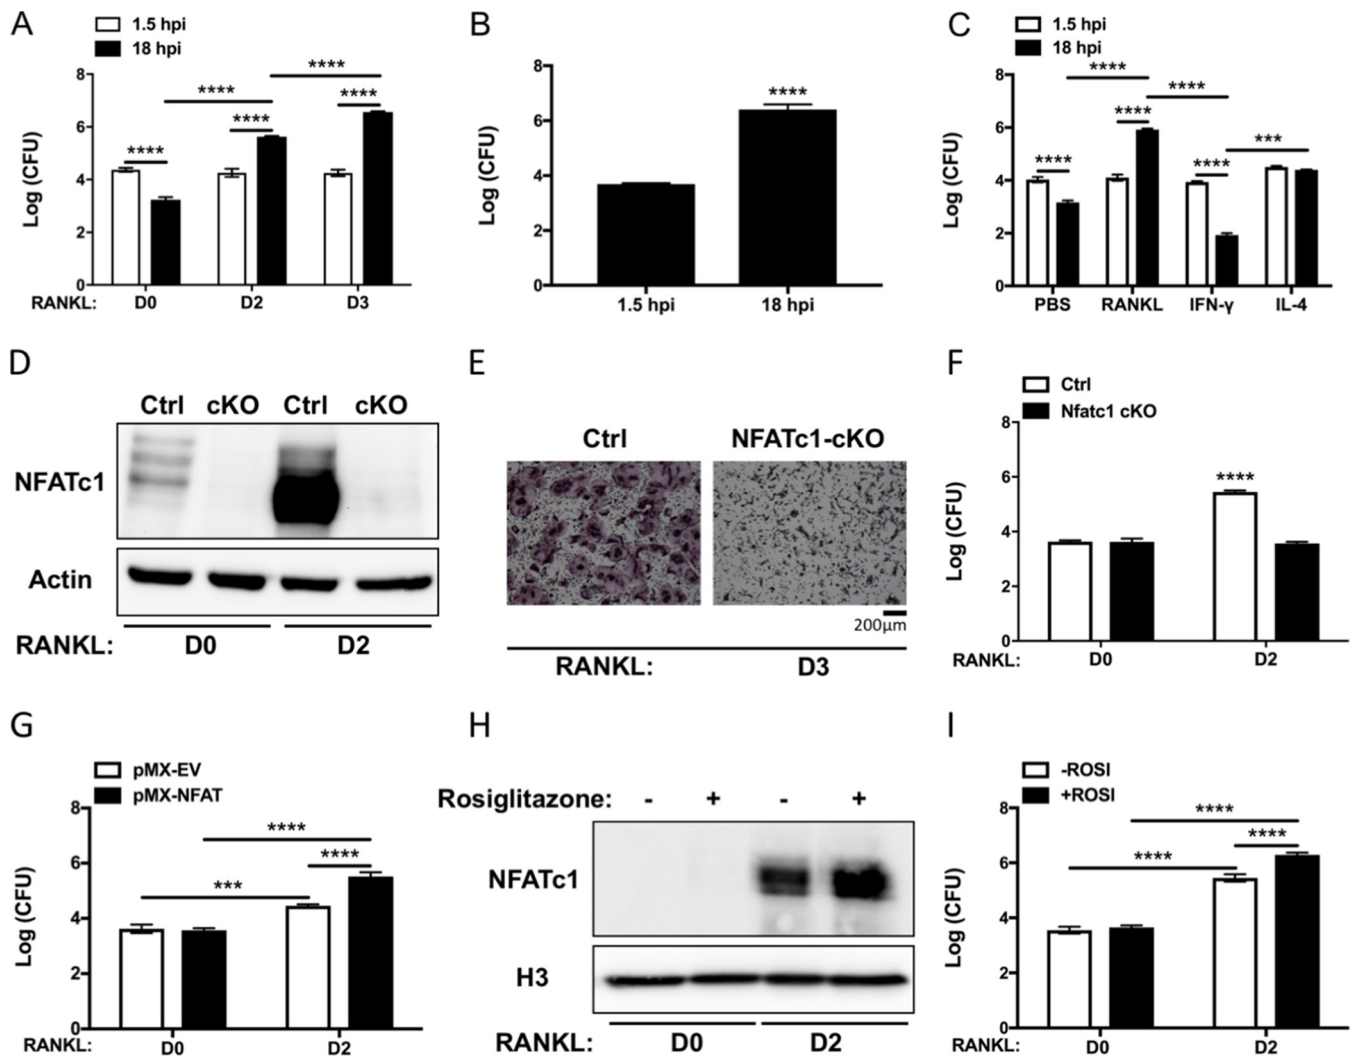 A
1.5 hpi
18 hpi
Log (CFU)
8
6
4
2
0
****
****
****
****
****
RANKL: D0 D2 D3
B
Log (CFU)
8
6
4
2
0
****
1.5 hpi 18 hpi
C
1.5 hpi
18 hpi
Log (CFU)
8
6
4
2
0
****
****
****
***
****
****
PBS RANKL IFN-γ IL-4
D
Ctrl cKO Ctrl cKO
NFATc1
Actin
RANKL: D0 D2
E
Ctrl NFATc1-cKO
200µm
RANKL: D3
F
Ctrl
Nfatc1 cKO
Log (CFU)
8
6
4
2
0
****
RANKL: D0 D2
G
pMX-EV
pMX-NFAT
Log (CFU)
8
6
4
2
0
****
****
***
RANKL: D0 D2
H
Rosiglitazone: - + - +
NFATc1
H3
RANKL: D0 D2
I
-ROSI
+ROSI
Log (CFU)
8
6
4
2
0
****
****
****
RANKL: D0 D2